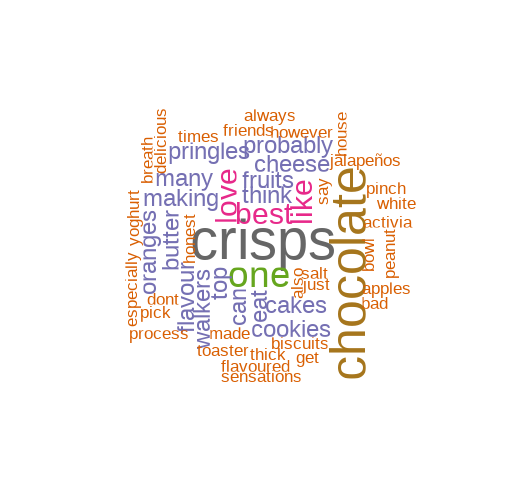 always
delicious
house
friends
however
times
breath
probably
pringles
cheese
jalapeños
many
fruits
love
like
say
pinch
making
think
white
best
activia
yoghurt
oranges
butter
honest
crisps
chocolate
bowl
peanut
one
top
also
salt
just
apples
especially
flavour
walkers
can
eat
cakes
bad
dont
pick
process
made
cookies
biscuits
toaster
thick
get
flavoured
sensations